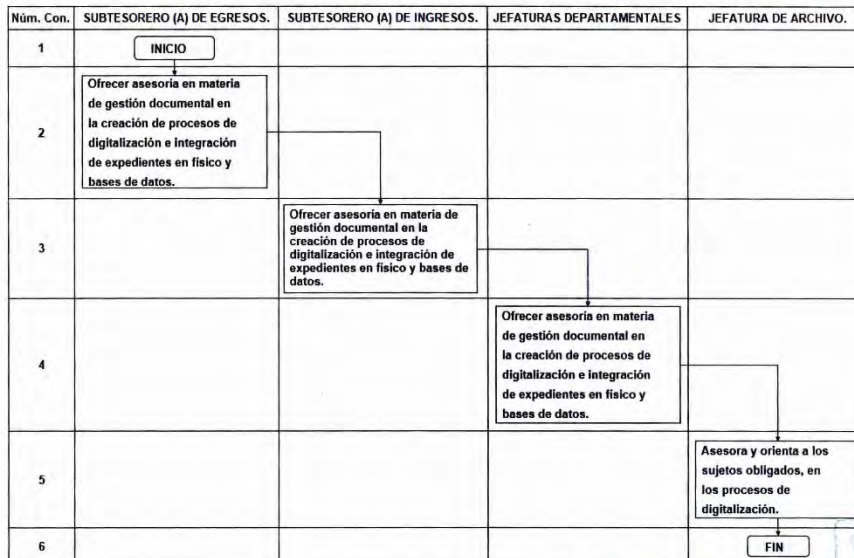 Núm. Con. SUBTESORERO (A) DE EGRESOS. SUBTESORERO (A) DE INGRESOS. JEFATURAS DEPARTAMENTALES JEFATURA DE ARCHIVO.
1 INICIO
2
Ofrecer asesoría en materia
de gestión documental en
la creación de procesos de
digitalización e integración
de expedientes en físico y
bases de datos.
3
Ofrecer asesoría en materia de
gestión documental en la
creación de procesos de
digitalización e integración de
expedientes en físico y bases de
datos.
4
Ofrecer asesoría en materia
de gestión documental en
la creación de procesos de
digitalización e integración
de expedientes en físico y
bases de datos.
5
Asesora y orienta a los
sujetos obligados, en
los procesos de
digitalización.
6 FIN